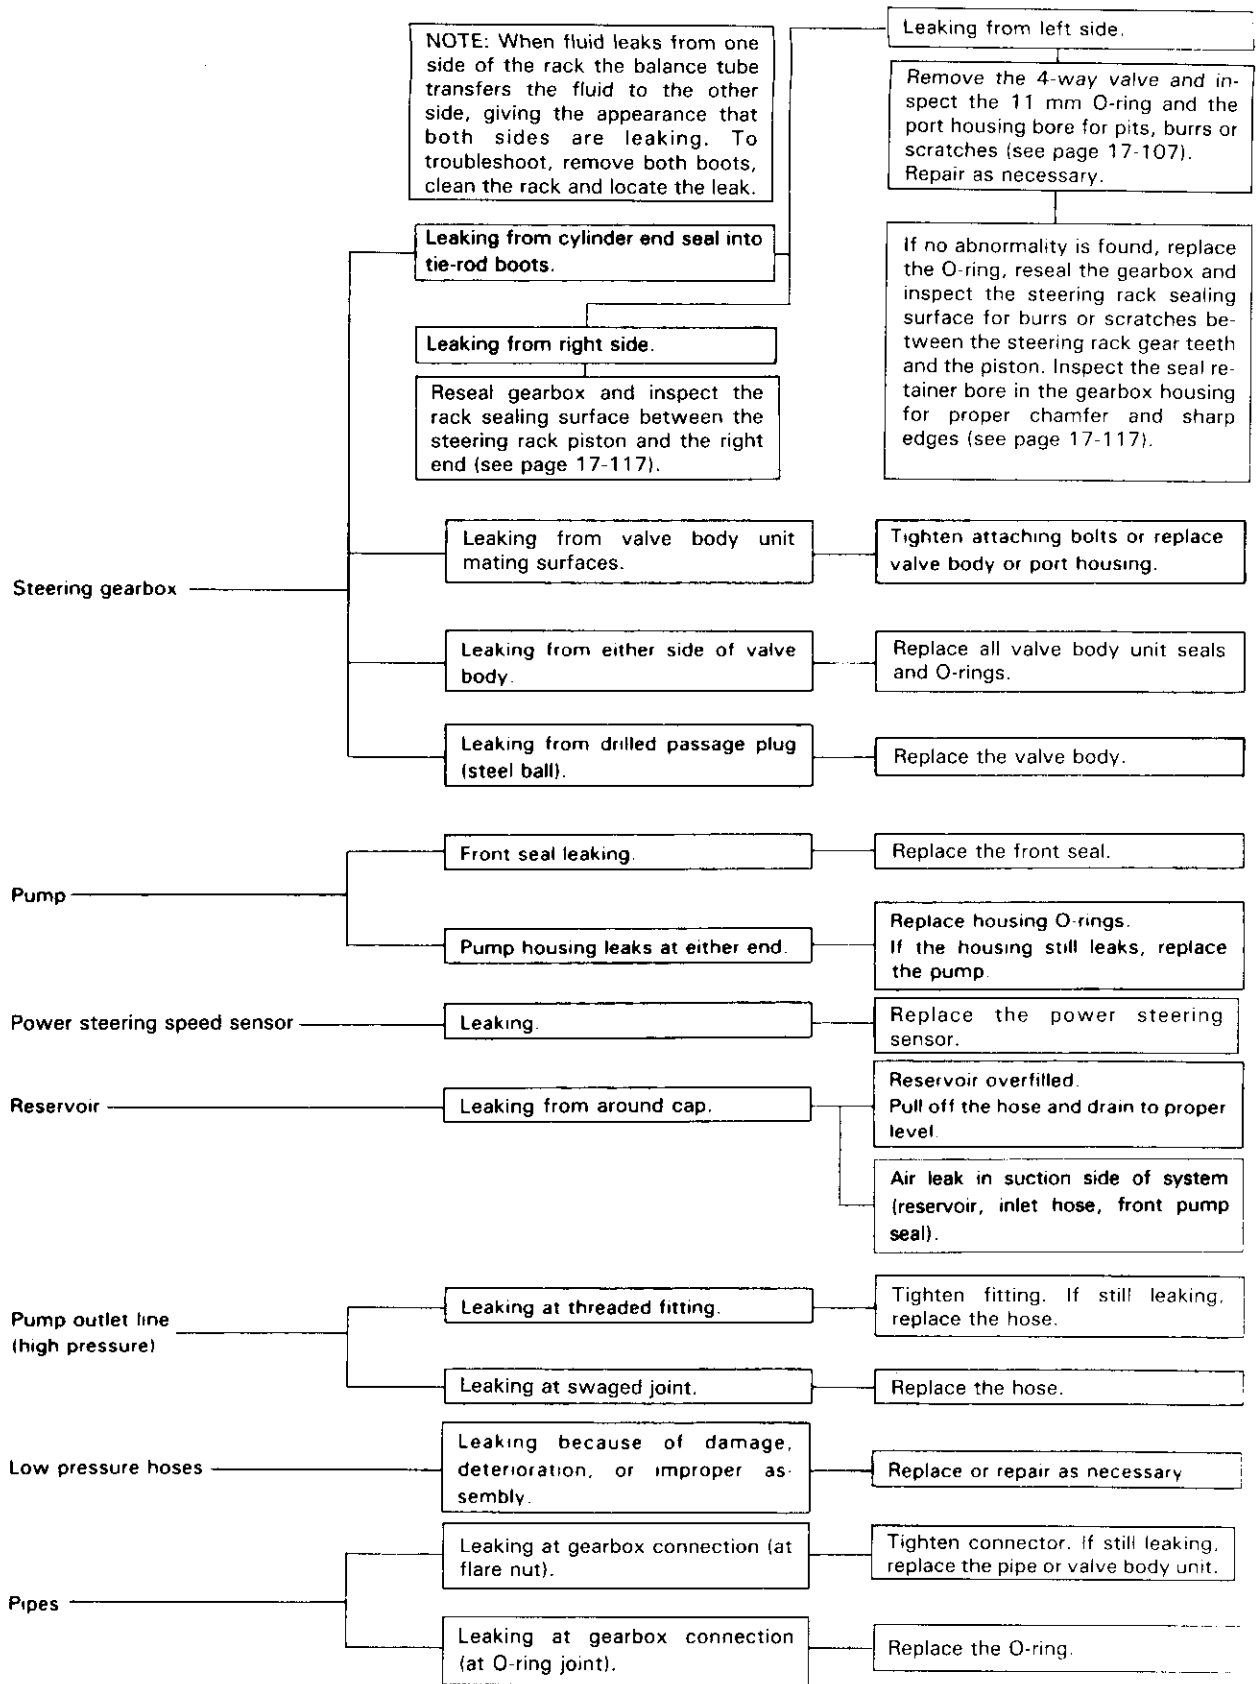 NOTE: When fluid leaks from one
side of the rack the balance tube
transfers the fluid to the other
side, giving the appearance that
both sides are leaking. To
troubleshoot, remove both boots,
clean the rack and locate the leak.
Leaking from left side.
Remove the 4-way valve and in-
spect the 11 mm O-ring and the
port housing bore for pits, burrs or
scratches (see page 17-107).
Repair as necessary.
If no abnormality is found, replace
the O-ring, reseal the gearbox and
inspect the steering rack sealing
surface for burrs or scratches be-
tween the steering rack gear teeth
and the piston. Inspect the seal re-
tainer bore in the gearbox housing
for proper chamfer and sharp
edges (see page 17-117).
Leaking from cylinder end seal into
tie-rod boots.
Leaking from right side.
Reseal gearbox and inspect the
rack sealing surface between the
steering rack piston and the right
end (see page 17-117).
Steering gearbox
Leaking from valve body unit
mating surfaces.
Tighten attaching bolts or replace
valve body or port housing.
Leaking from either side of valve
body.
Replace all valve body unit seals
and O-rings.
Leaking from drilled passage plug
(steel ball).
Replace the valve body.
Pump
Front seal leaking.
Replace the front seal.
Pump housing leaks at either end.
Replace housing O-rings.
If the housing still leaks, replace
the pump.
Power steering speed sensor
Leaking.
Replace the power steering
sensor.
Reservoir
Leaking from around cap.
Reservoir overfilled.
Pull off the hose and drain to proper
level.
Air leak in suction side of system
(reservoir, inlet hose, front pump
seal).
Pump outlet line
(high pressure)
Leaking at threaded fitting.
Tighten fitting. If still leaking,
replace the hose.
Leaking at swaged joint.
Replace the hose.
Low pressure hoses
Leaking because of damage,
deterioration, or improper as-
sembly.
Replace or repair as necessary
Pipes
Leaking at gearbox connection (at
flare nut).
Tighten connector. If still leaking,
replace the pipe or valve body unit.
Leaking at gearbox connection
(at O-ring joint).
Replace the O-ring.